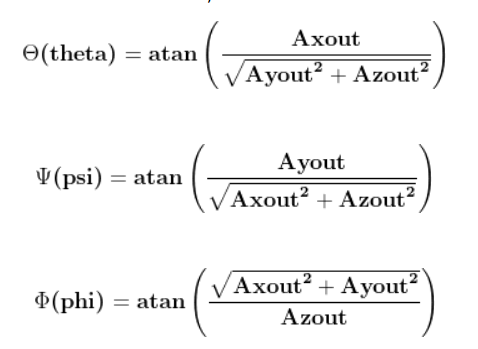 Θ(theta) = atan ( Axout / √(Ayout² + Azout²) )
Ψ(psi) = atan ( Ayout / √(Axout² + Azout²) )
Φ(phi) = atan ( √(Axout² + Ayout²) / Azout )